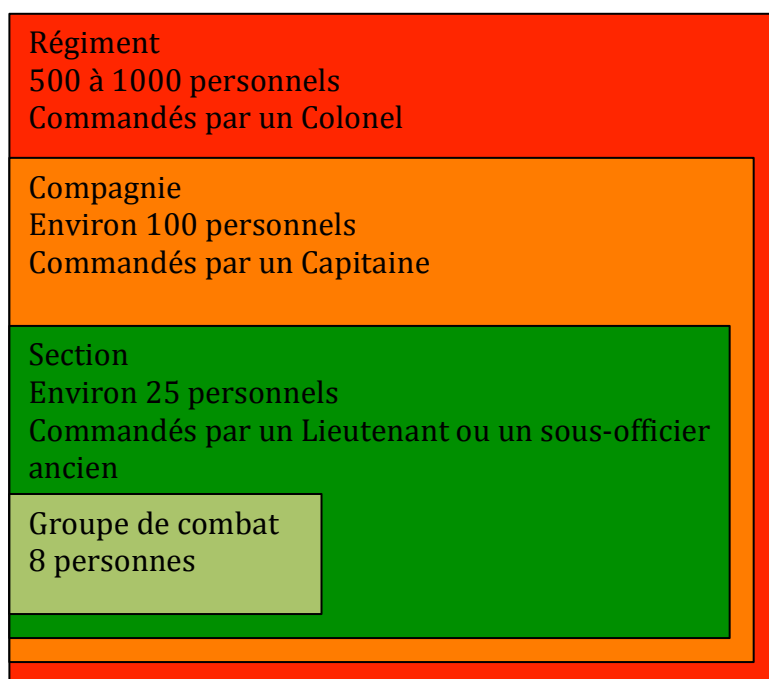 Régiment
500 à 1000 personnels
Commandés par un Colonel
Compagnie
Environ 100 personnels
Commandés par un Capitaine
Section
Environ 25 personnels
Commandés par un Lieutenant ou un sous-officier
ancien
Groupe de combat
8 personnes